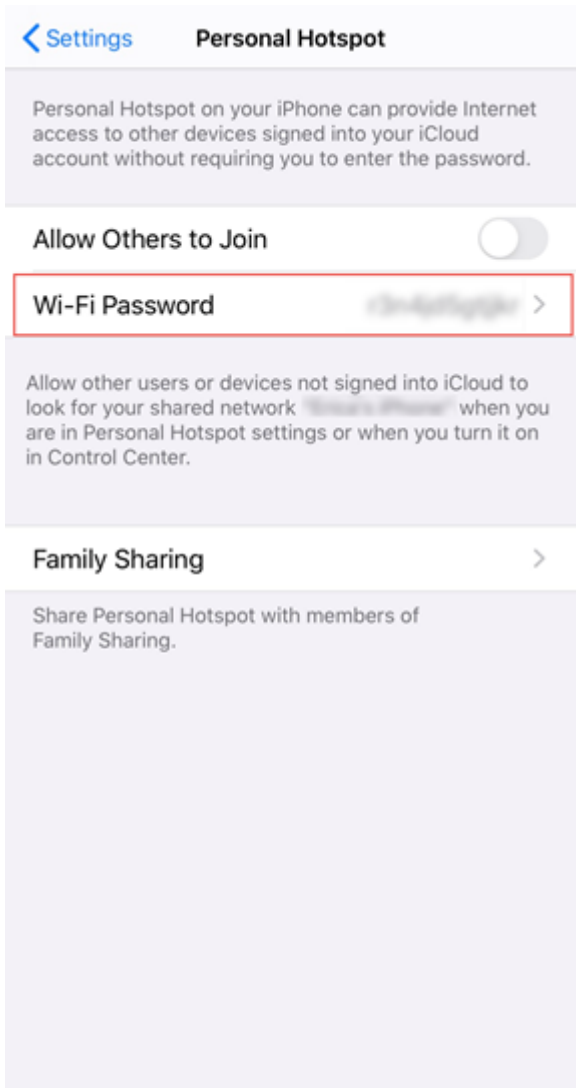 Settings Personal Hotspot
Personal Hotspot on your iPhone can provide Internet
access to other devices signed into your iCloud
account without requiring you to enter the password.
Allow Others to Join
Wi-Fi Password
Allow other users or devices not signed into iCloud to
look for your shared network when you
are in Personal Hotspot settings or when you turn it on
in Control Center.
Family Sharing
Share Personal Hotspot with members of
Family Sharing.